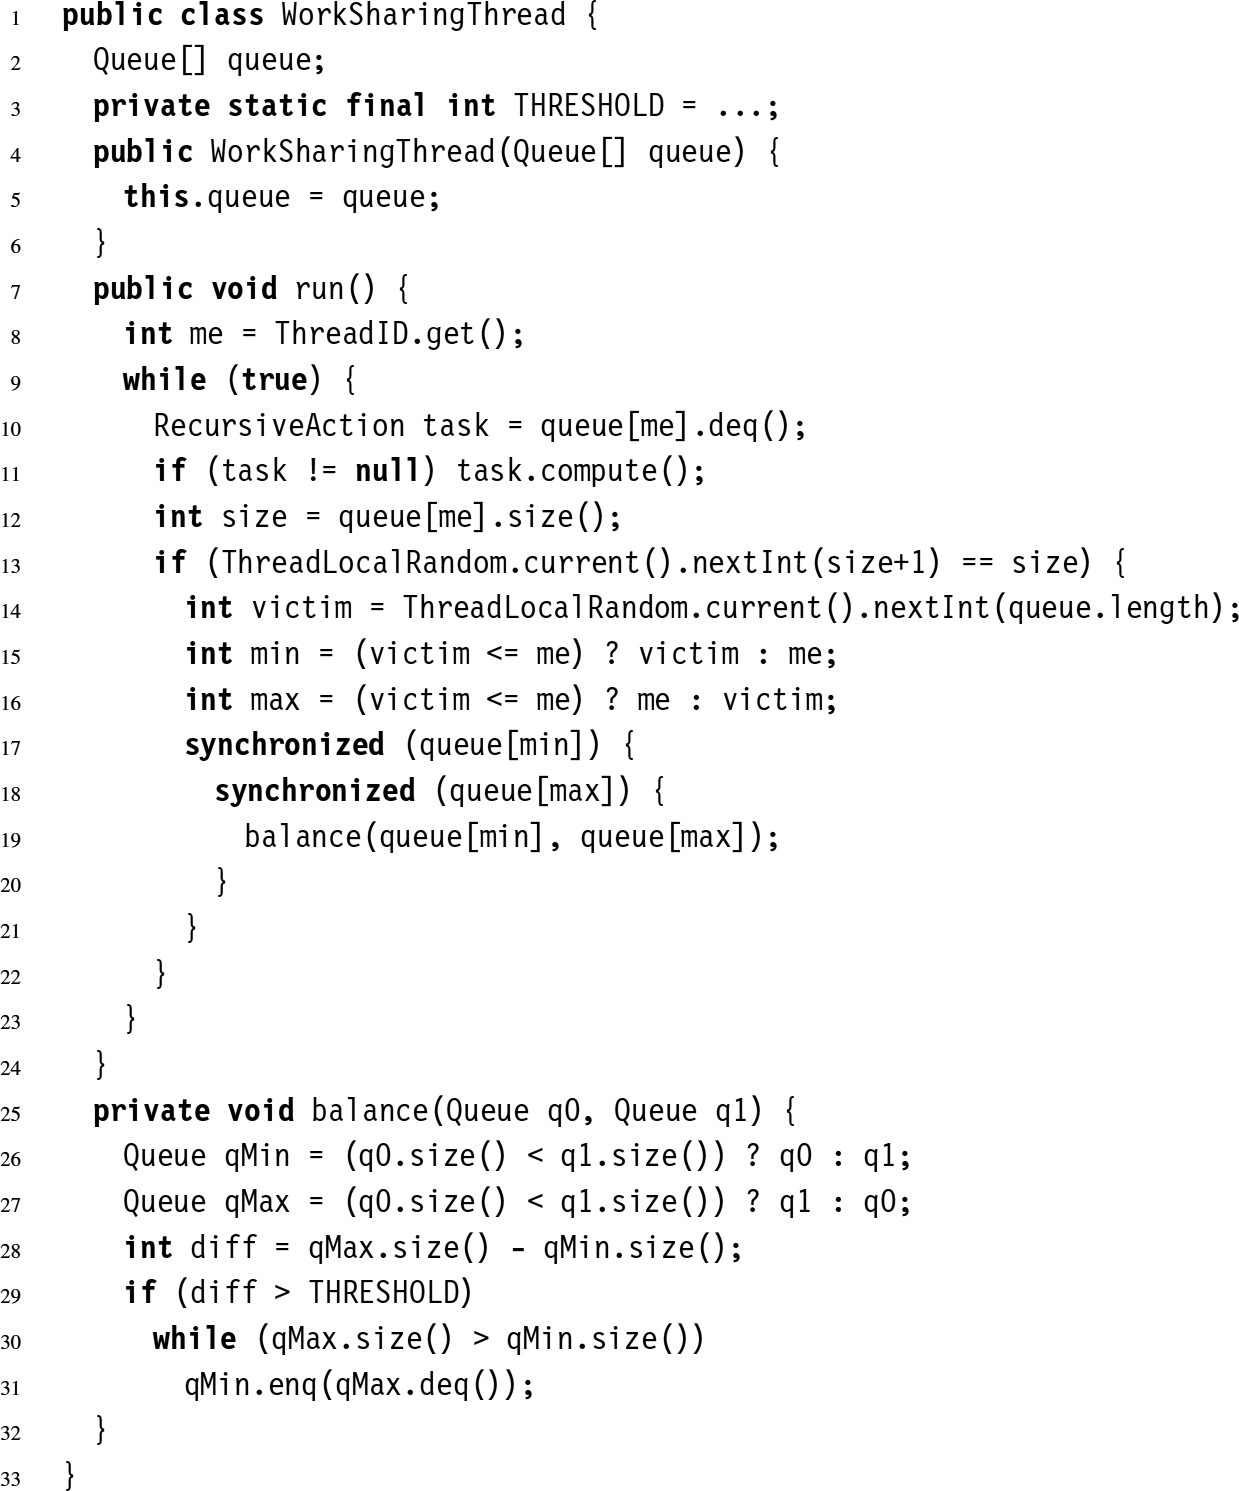 1 public class WorkSharingThread {
2 Queue[] queue;
3 private static final int THRESHOLD = ...;
4 public WorkSharingThread(Queue[] queue) {
5 this.queue = queue;
6 }
7 public void run() {
8 int me = ThreadID.get();
9 while (true) {
10 RecursiveAction task = queue[me].deq();
11 if (task != null) task.compute();
12 int size = queue[me].size();
13 if (ThreadLocalRandom.current().nextInt(size+1) == size) {
14 int victim = ThreadLocalRandom.current().nextInt(queue.length);
15 int min = (victim <= me) ? victim : me;
16 int max = (victim <= me) ? me : victim;
17 synchronized (queue[min]) {
18 synchronized (queue[max]) {
19 balance(queue[min], queue[max]);
20 }
21 }
22 }
23 }
24 }
25 private void balance(Queue q0, Queue q1) {
26 Queue qMin = (q0.size() < q1.size()) ? q0 : q1;
27 Queue qMax = (q0.size() < q1.size()) ? q1 : q0;
28 int diff = qMax.size() - qMin.size();
29 if (diff > THRESHOLD)
30 while (qMax.size() > qMin.size())
31 qMin.enq(qMax.deq());
32 }
33 }